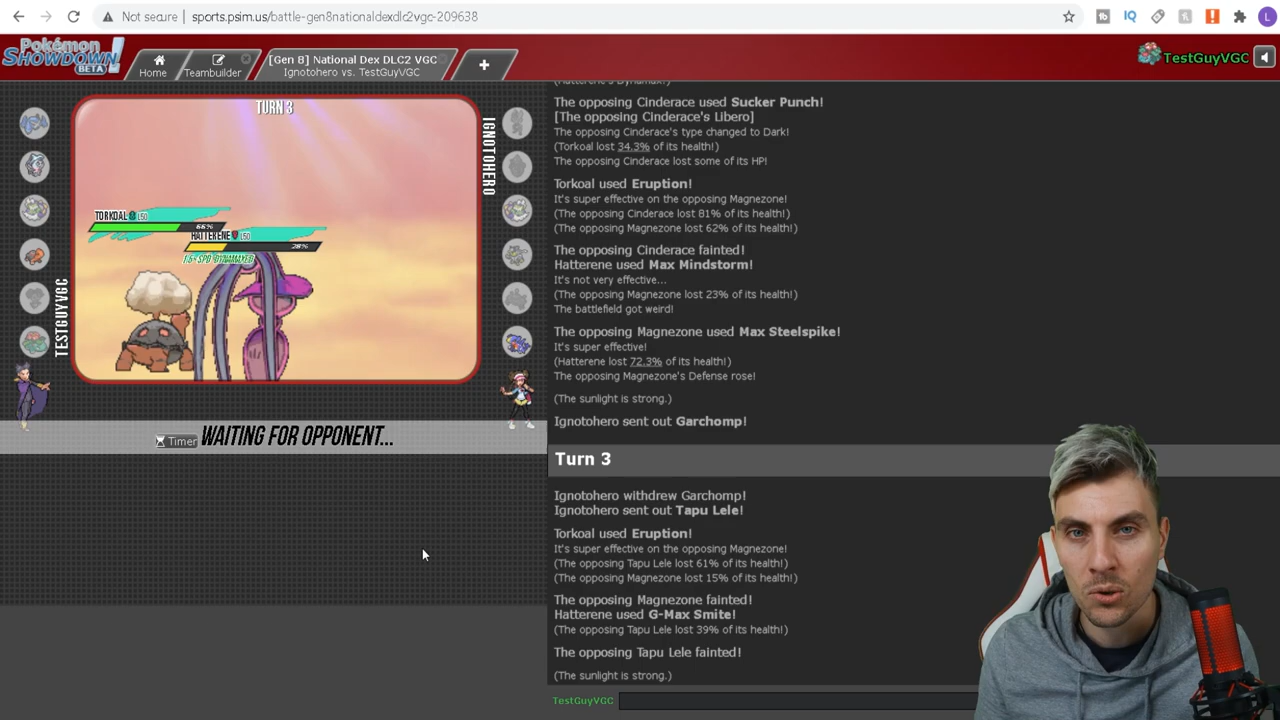 Not secure | sports.psim.us/battle-gen8nationaldexdlc2vgc-209638
Pokémon
SHOWDOWN!
BETA
Home
Teambuilder
[Gen 8] National Dex DLC2 VGC
Ignotohero vs. TestGuyVGC
+
TestGuyVGC
TURN 3
TESTGUYVGC
IGNOTOHERO
TORKOAL L50
66%
HATTERENE L50
28%
DYNAMAXED
Timer WAITING FOR OPPONENT...
(Hatterene's Dynamax!)
The opposing Cinderace used Sucker Punch!
[The opposing Cinderace's Libero]
The opposing Cinderace's type changed to Dark!
(Torkoal lost 34.3% of its health!)
The opposing Cinderace lost some of its HP!
Torkoal used Eruption!
It's super effective on the opposing Magnezone!
(The opposing Cinderace lost 81% of its health!)
(The opposing Magnezone lost 62% of its health!)
The opposing Cinderace fainted!
Hatterene used Max Mindstorm!
It's not very effective...
(The opposing Magnezone lost 23% of its health!)
The battlefield got weird!
The opposing Magnezone used Max Steelspike!
It's super effective!
(Hatterene lost 72.3% of its health!)
The opposing Magnezone's Defense rose!
(The sunlight is strong.)
Ignotohero sent out Garchomp!
Turn 3
Ignotohero withdrew Garchomp!
Ignotohero sent out Tapu Lele!
Torkoal used Eruption!
It's super effective on the opposing Magnezone!
(The opposing Tapu Lele lost 61% of its health!)
(The opposing Magnezone lost 15% of its health!)
The opposing Magnezone fainted!
Hatterene used G-Max Smite!
(The opposing Tapu Lele lost 39% of its health!)
The opposing Tapu Lele fainted!
(The sunlight is strong.)
TestGuyVGC